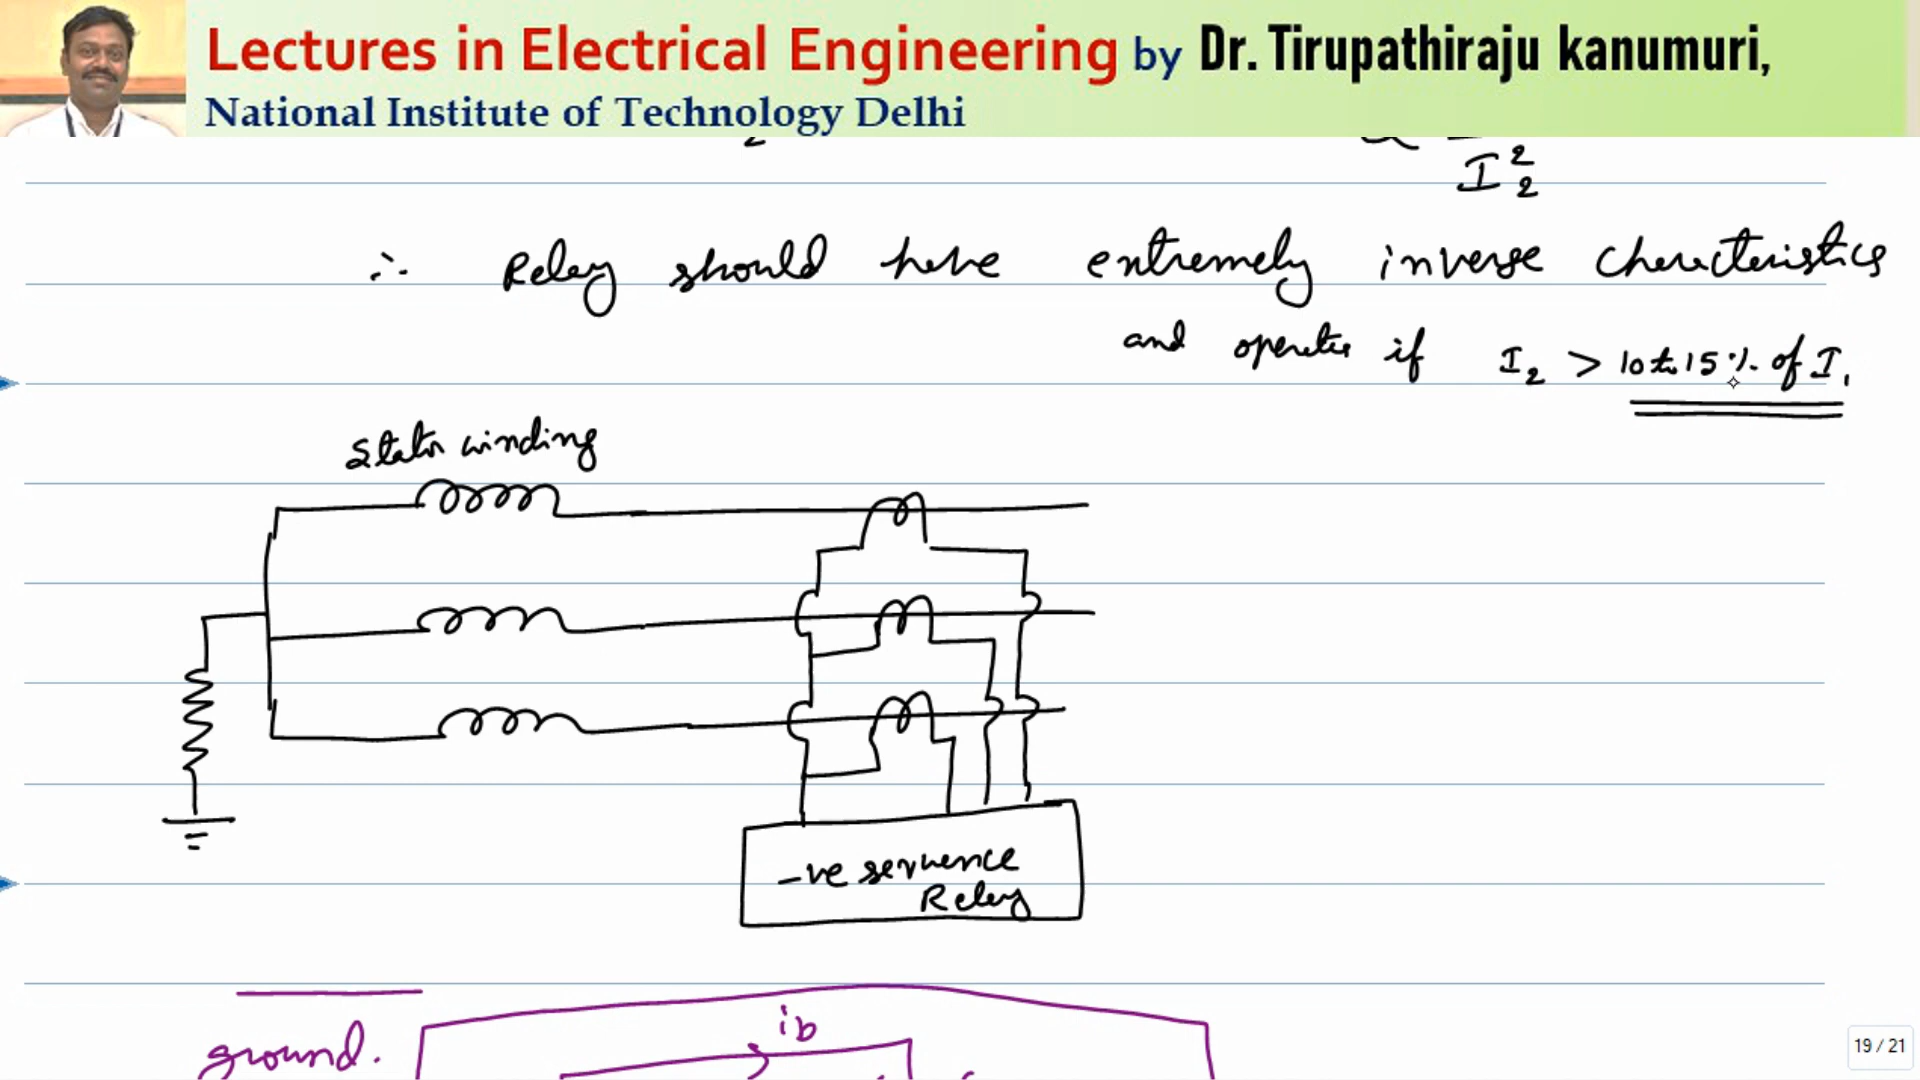 Lectures in Electrical Engineering by Dr. Tirupathiraju kanumuri,
National Institute of Technology Delhi
2
I₂²
∴ Relay should have extremely inverse characteristics
and operates if I₂ > 10 to 15 % of I₁
Stator winding
-ve sequence
Relay
ib
ground.
19 / 21